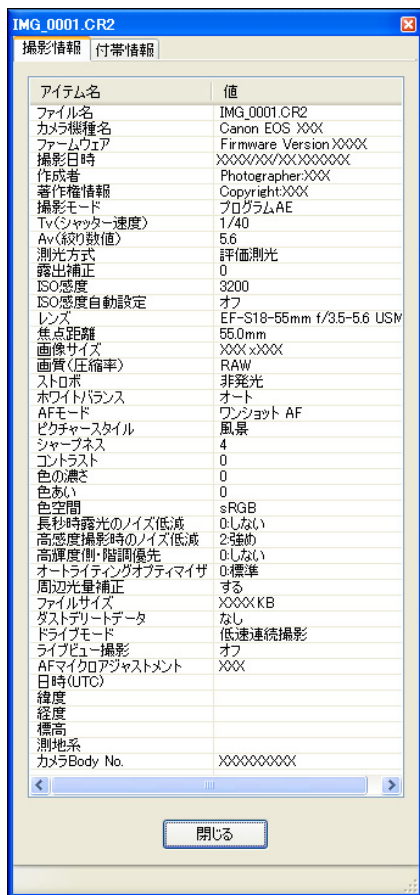 IMG_0001.CR2
撮影情報 付帯情報
アイテム名 値
ファイル名 IMG_0001.CR2
カメラ機種名 Canon EOS XXX
ファームウェア Firmware Version XXXX
撮影日時 XXXX/XX/XX XXXXXX
作成者 Photographer:XXX
著作権情報 Copyright:XXX
撮影モード プログラムAE
Tv(シャッター速度) 1/40
Av(絞り数値) 5.6
測光方式 評価測光
露出補正 0
ISO感度 3200
ISO感度自動設定 オフ
レンズ EF-S18-55mm f/3.5-5.6 USM
焦点距離 55.0mm
画像サイズ XXX xXXX
画質(圧縮率) RAW
ストロボ 非発光
ホワイトバランス オート
AFモード ワンショット AF
ピクチャースタイル 風景
シャープネス 4
コントラスト 0
色の濃さ 0
色あい 0
色空間 sRGB
長秒時露光のノイズ低減 0:しない
高感度撮影時のノイズ低減 2:強め
高輝度側・階調優先 0:しない
オートライティングオプティマイザ 0:標準
周辺光量補正 する
ファイルサイズ XXXXKB
ダストデリートデータ なし
ドライブモード 低速連続撮影
ライブビュー撮影 オフ
AFマイクロアジャストメント XXX
日時(UTC)
緯度
経度
標高
測地系
カメラBody No. XXXXXXXXX
閉じる